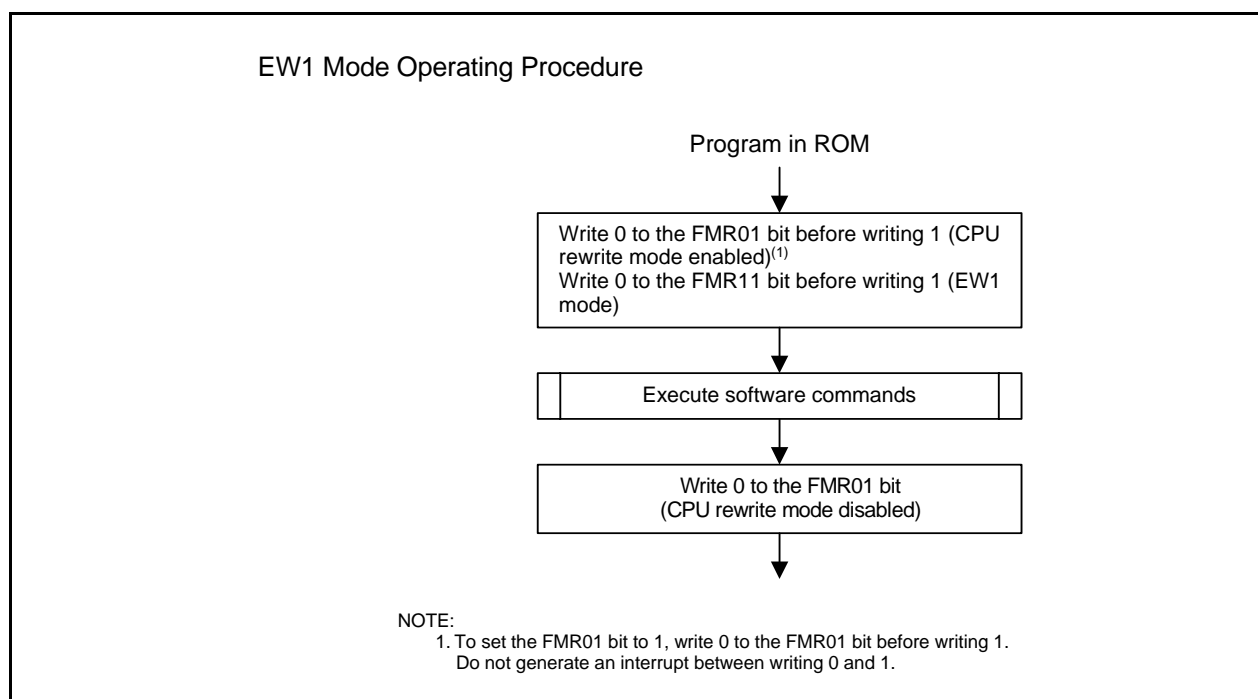 EW1 Mode Operating Procedure
Program in ROM
Write 0 to the FMR01 bit before writing 1 (CPU
rewrite mode enabled)(1)
Write 0 to the FMR11 bit before writing 1 (EW1
mode)
Execute software commands
Write 0 to the FMR01 bit
(CPU rewrite mode disabled)
NOTE:
1. To set the FMR01 bit to 1, write 0 to the FMR01 bit before writing 1.
Do not generate an interrupt between writing 0 and 1.